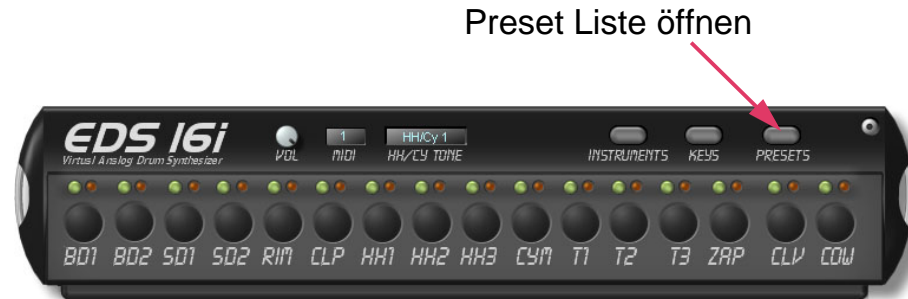 Preset Liste öffnen
EDS 16i
Virtual Analog Drum Synthesizer
1
HH/Cy 1
VOL MIDI HH/CY TONE INSTRUMENTS KEYS PRESETS
BD1 BD2 SD1 SD2 RIM CLP HH1 HH2 HH3 CYM T1 T2 T3 ZAP CLV COW